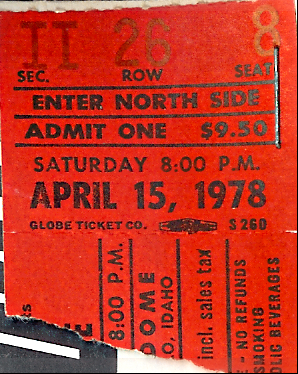 II 26 8
SEC. ROW SEAT
ENTER NORTH SIDE
ADMIT ONE $9.50
SATURDAY 8:00 P.M.
APRIL 15, 1978
GLOBE TICKET CO. S260
8:00 P.M.
DOME
O, IDAHO
incl. sales tax
E - NO REFUNDS
SMOKING
OLIC BEVERAGES